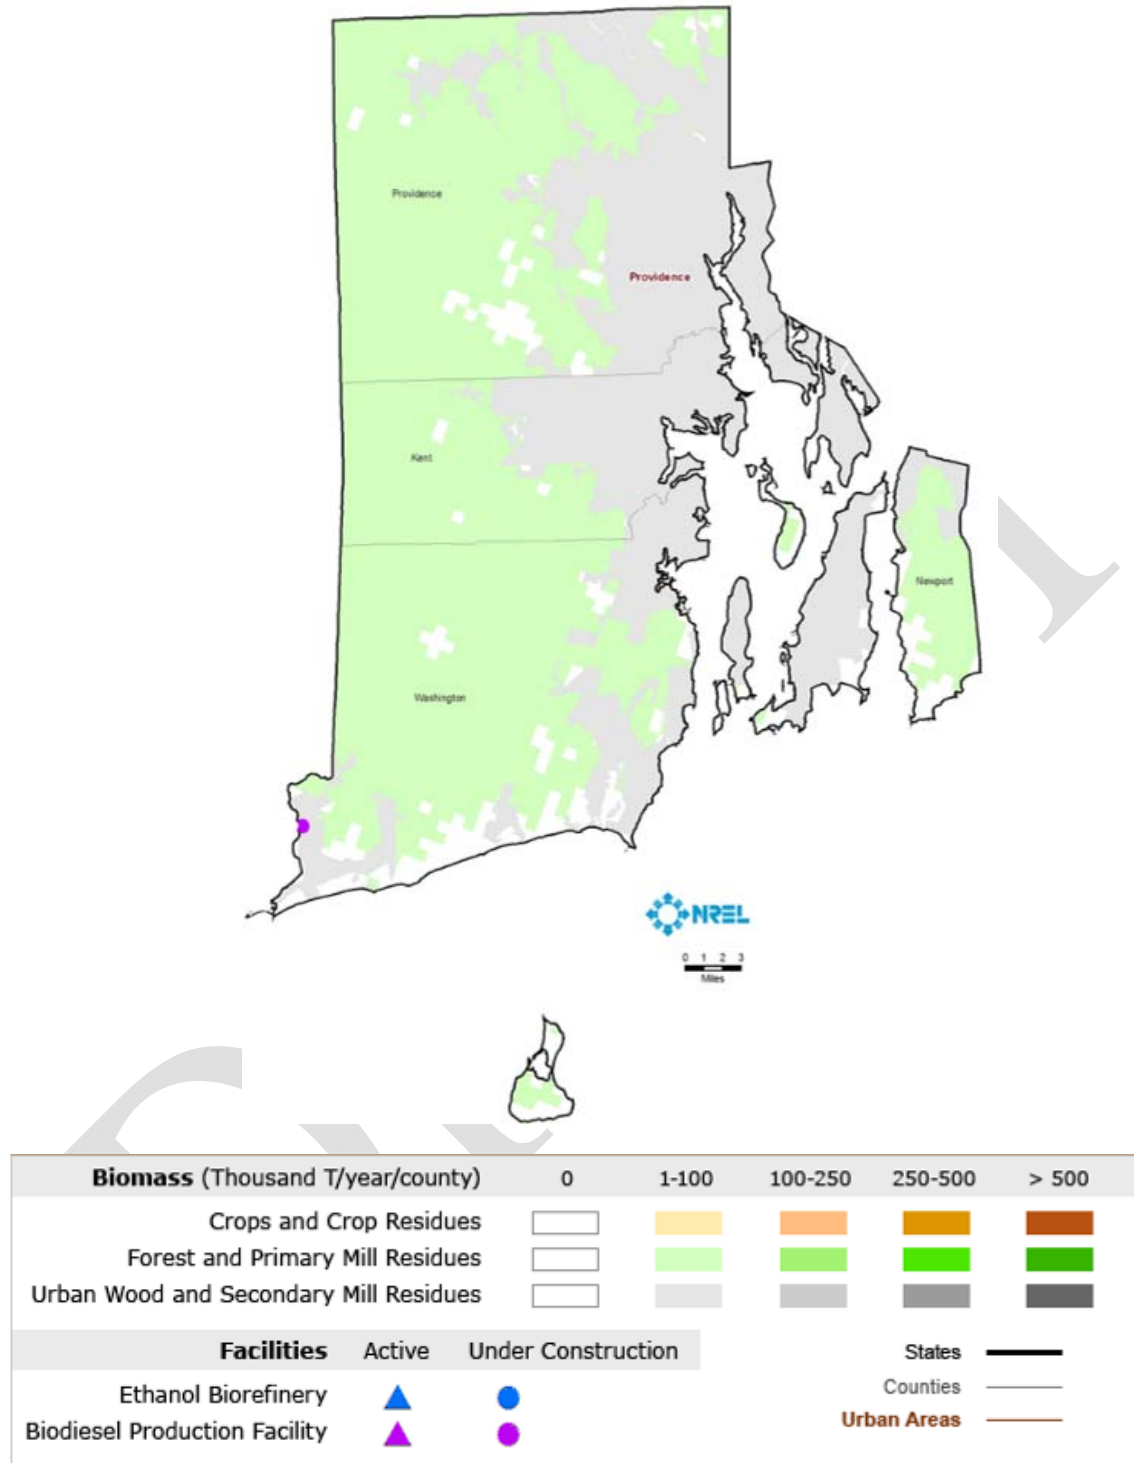 Providence
Providence
Kent
Newport
Washington
NREL
0 1 2 3
Miles
Biomass (Thousand T/year/county) 0 1-100 100-250 250-500 > 500
Crops and Crop Residues
Forest and Primary Mill Residues
Urban Wood and Secondary Mill Residues
Facilities Active Under Construction
Ethanol Biorefinery
Biodiesel Production Facility
States
Counties
Urban Areas